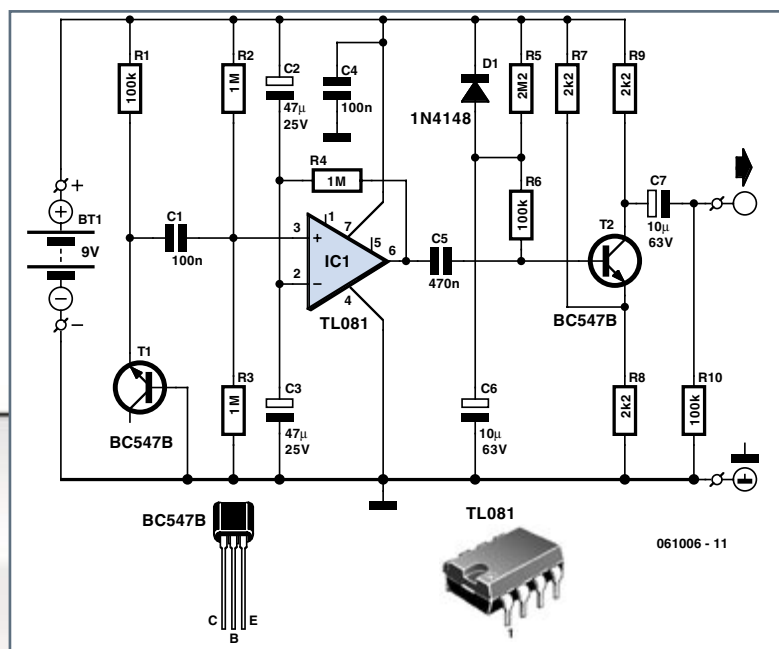 R1
100k
R2
1M
C2
47µ
25V
C4
100n
D1
1N4148
R5
2M2
R7
2k2
R9
2k2
R4
1M
R6
100k
C7
10µ
63V
+
BT1
9V
–
C1
100n
3
+
1
7
5
IC1
6
2
–
4
TL081
C5
470n
T2
BC547B
T1
BC547B
R3
1M
C3
47µ
25V
C6
10µ
63V
R8
2k2
R10
100k
BC547B
C
B
E
TL081
1
061006 - 11